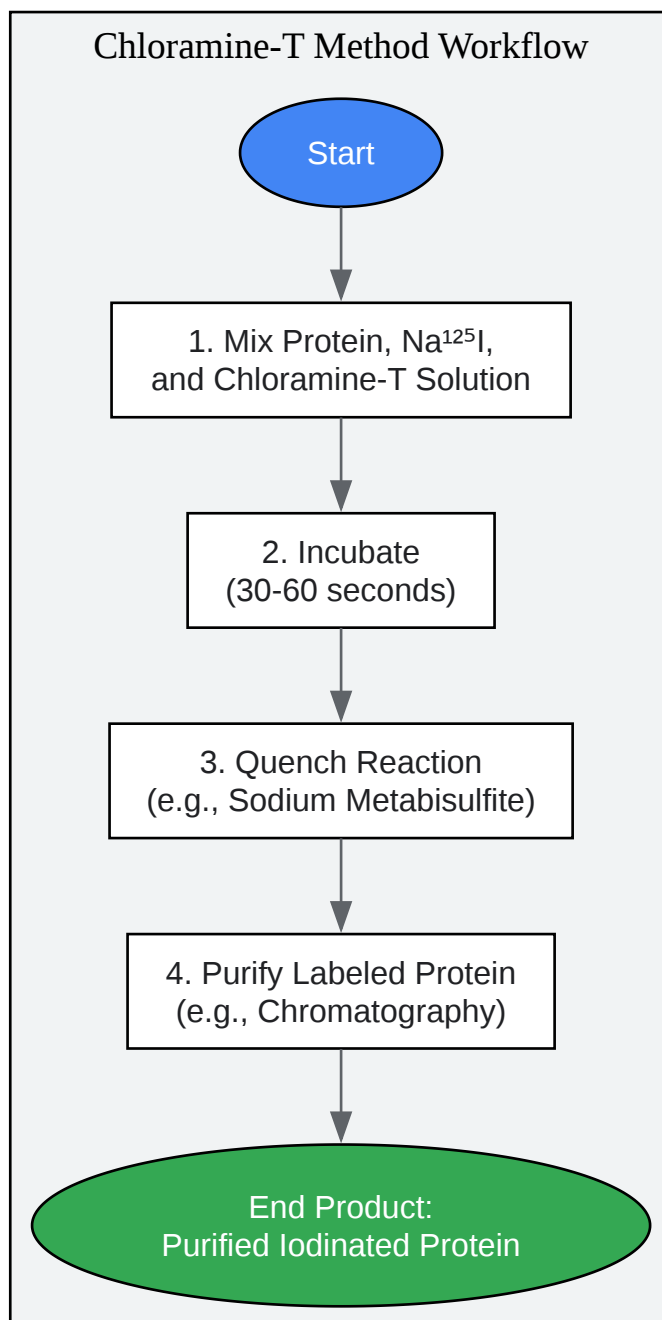 Chloramine-T Method Workflow
Start
1. Mix Protein, Na¹²⁵I,
and Chloramine-T Solution
2. Incubate
(30-60 seconds)
3. Quench Reaction
(e.g., Sodium Metabisulfite)
4. Purify Labeled Protein
(e.g., Chromatography)
End Product:
Purified Iodinated Protein